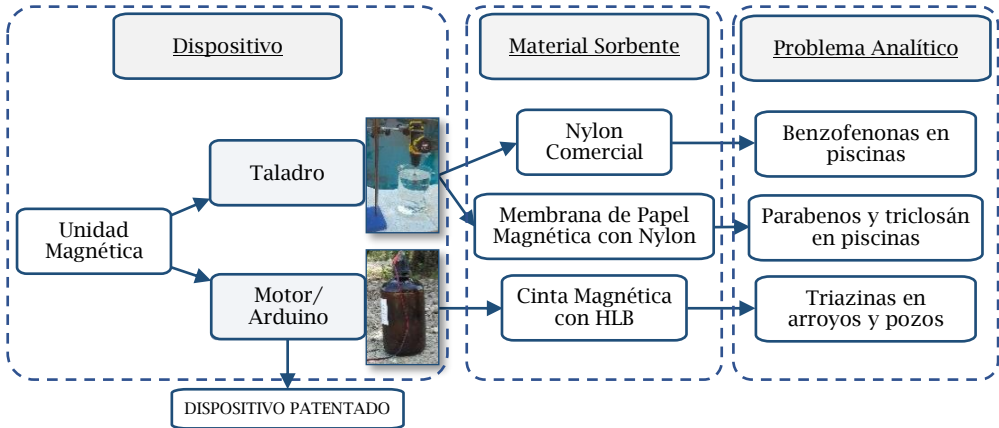 Dispositivo
Material Sorbente
Problema Analítico
Taladro
Nylon
Comercial
Benzofenonas en
piscinas
Unidad
Magnética
Membrana de Papel
Magnética con Nylon
Parabenos y triclosán
en piscinas
Motor/
Arduino
Cinta Magnética
con HLB
Triazinas en
arroyos y pozos
DISPOSITIVO PATENTADO